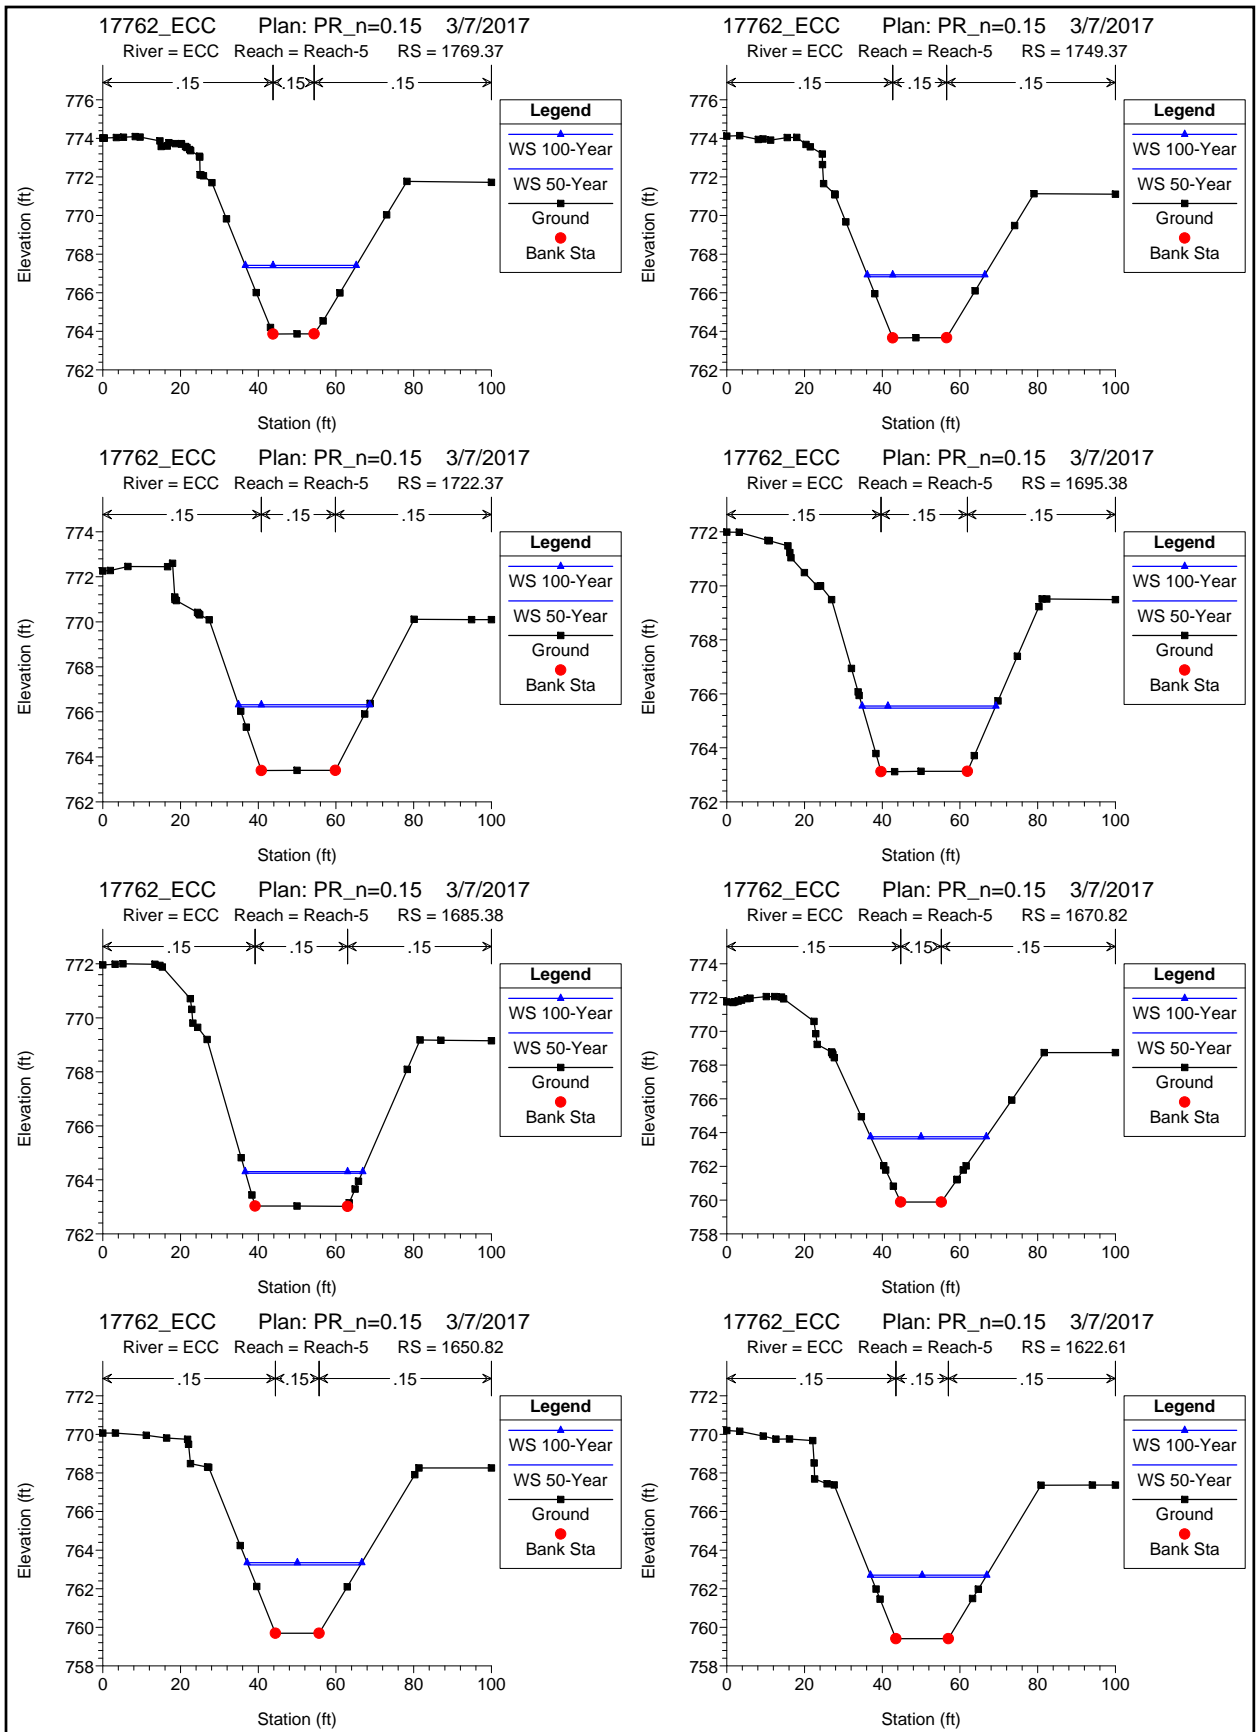 17762_ECC Plan: PR_n=0.15 3/7/2017
River = ECC Reach = Reach-5 RS = 1769.37
.15 .15 .15
Elevation (ft)
776
774
772
770
768
766
764
762
0 20 40 60 80 100
Station (ft)
Legend
WS 100-Year
WS 50-Year
Ground
Bank Sta
17762_ECC Plan: PR_n=0.15 3/7/2017
River = ECC Reach = Reach-5 RS = 1749.37
.15 .15 .15
Elevation (ft)
776
774
772
770
768
766
764
762
0 20 40 60 80 100
Station (ft)
Legend
WS 100-Year
WS 50-Year
Ground
Bank Sta
17762_ECC Plan: PR_n=0.15 3/7/2017
River = ECC Reach = Reach-5 RS = 1722.37
.15 .15 .15
Elevation (ft)
774
772
770
768
766
764
762
0 20 40 60 80 100
Station (ft)
Legend
WS 100-Year
WS 50-Year
Ground
Bank Sta
17762_ECC Plan: PR_n=0.15 3/7/2017
River = ECC Reach = Reach-5 RS = 1695.38
.15 .15 .15
Elevation (ft)
772
770
768
766
764
762
0 20 40 60 80 100
Station (ft)
Legend
WS 100-Year
WS 50-Year
Ground
Bank Sta
17762_ECC Plan: PR_n=0.15 3/7/2017
River = ECC Reach = Reach-5 RS = 1685.38
.15 .15 .15
Elevation (ft)
772
770
768
766
764
762
0 20 40 60 80 100
Station (ft)
Legend
WS 100-Year
WS 50-Year
Ground
Bank Sta
17762_ECC Plan: PR_n=0.15 3/7/2017
River = ECC Reach = Reach-5 RS = 1670.82
.15 .15 .15
Elevation (ft)
774
772
770
768
766
764
762
760
758
0 20 40 60 80 100
Station (ft)
Legend
WS 100-Year
WS 50-Year
Ground
Bank Sta
17762_ECC Plan: PR_n=0.15 3/7/2017
River = ECC Reach = Reach-5 RS = 1650.82
.15 .15 .15
Elevation (ft)
772
770
768
766
764
762
760
758
0 20 40 60 80 100
Station (ft)
Legend
WS 100-Year
WS 50-Year
Ground
Bank Sta
17762_ECC Plan: PR_n=0.15 3/7/2017
River = ECC Reach = Reach-5 RS = 1622.61
.15 .15 .15
Elevation (ft)
772
770
768
766
764
762
760
758
0 20 40 60 80 100
Station (ft)
Legend
WS 100-Year
WS 50-Year
Ground
Bank Sta